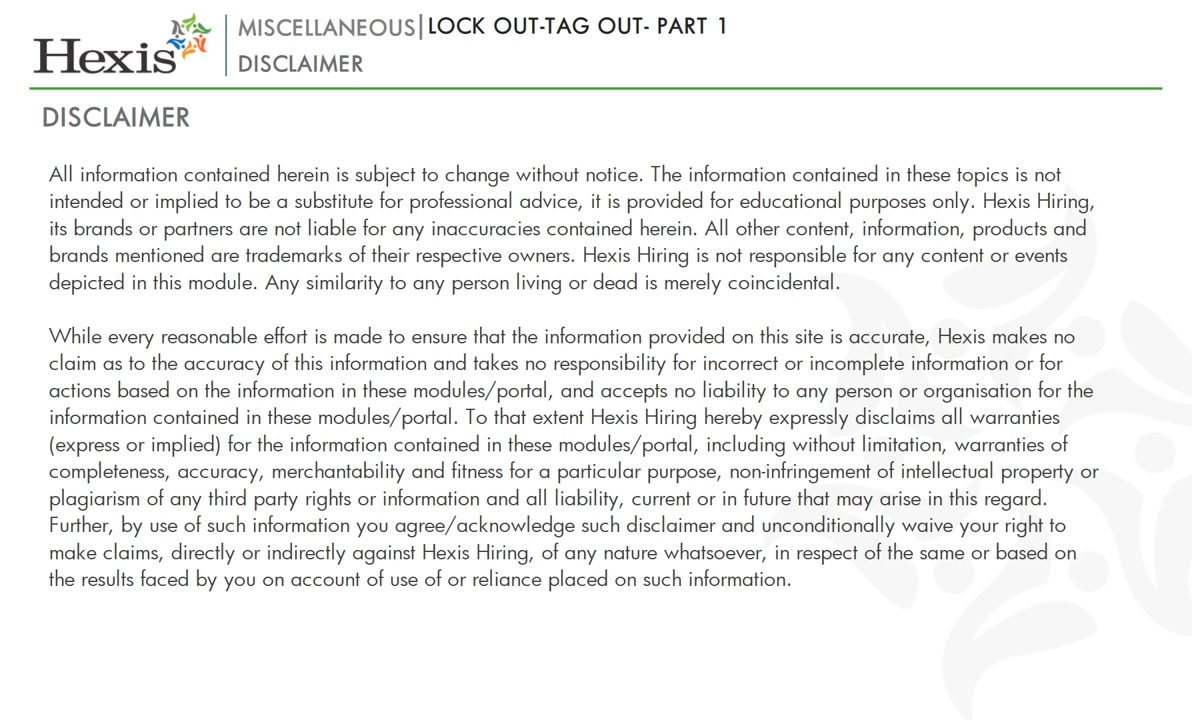 Hexis
MISCELLANEOUS|LOCK OUT-TAG OUT- PART 1
DISCLAIMER
DISCLAIMER
All information contained herein is subject to change without notice. The information contained in these topics is not
intended or implied to be a substitute for professional advice, it is provided for educational purposes only. Hexis Hiring,
its brands or partners are not liable for any inaccuracies contained herein. All other content, information, products and
brands mentioned are trademarks of their respective owners. Hexis Hiring is not responsible for any content or events
depicted in this module. Any similarity to any person living or dead is merely coincidental.
While every reasonable effort is made to ensure that the information provided on this site is accurate, Hexis makes no
claim as to the accuracy of this information and takes no responsibility for incorrect or incomplete information or for
actions based on the information in these modules/portal, and accepts no liability to any person or organisation for the
information contained in these modules/portal. To that extent Hexis Hiring hereby expressly disclaims all warranties
(express or implied) for the information contained in these modules/portal, including without limitation, warranties of
completeness, accuracy, merchantability and fitness for a particular purpose, non-infringement of intellectual property or
plagiarism of any third party rights or information and all liability, current or in future that may arise in this regard.
Further, by use of such information you agree/acknowledge such disclaimer and unconditionally waive your right to
make claims, directly or indirectly against Hexis Hiring, of any nature whatsoever, in respect of the same or based on
the results faced by you on account of use of or reliance placed on such information.